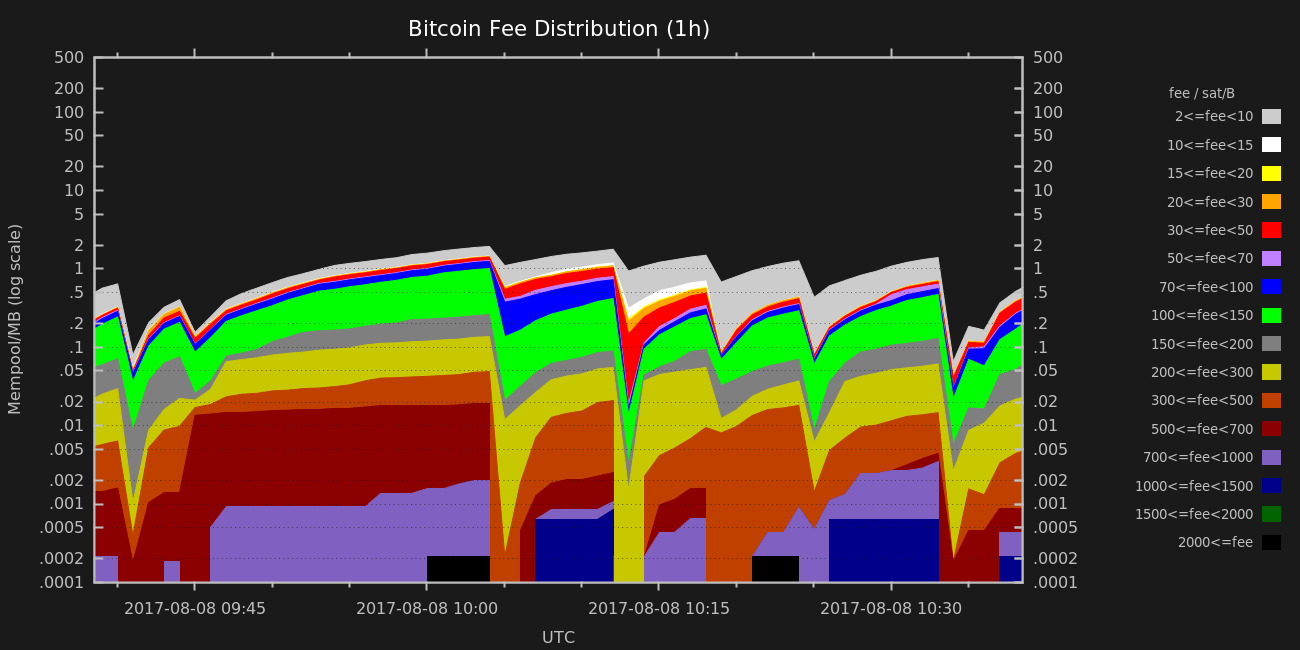 Bitcoin Fee Distribution (1h)
Mempool/MB (log scale)
500
200
100
50
20
10
5
2
1
.5
.2
.1
.05
.02
.01
.005
.002
.001
.0005
.0002
.0001
500
200
100
50
20
10
5
2
1
.5
.2
.1
.05
.02
.01
.005
.002
.001
.0005
.0002
.0001
2017-08-08 09:45
2017-08-08 10:00
2017-08-08 10:15
2017-08-08 10:30
UTC
fee / sat/B
2<=fee<10
10<=fee<15
15<=fee<20
20<=fee<30
30<=fee<50
50<=fee<70
70<=fee<100
100<=fee<150
150<=fee<200
200<=fee<300
300<=fee<500
500<=fee<700
700<=fee<1000
1000<=fee<1500
1500<=fee<2000
2000<=fee